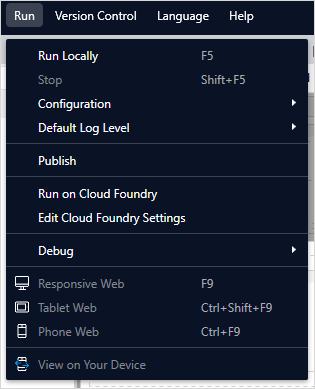 Run Version Control Language Help
Run Locally F5
Stop Shift+F5
Configuration
Default Log Level
Publish
Run on Cloud Foundry
Edit Cloud Foundry Settings
Debug
Responsive Web F9
Tablet Web Ctrl+Shift+F9
Phone Web Ctrl+F9
View on Your Device